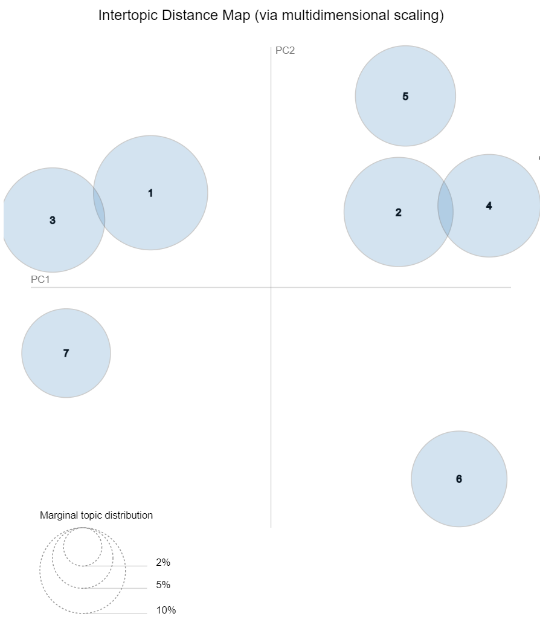 Intertopic Distance Map (via multidimensional scaling)
PC2
5
1
3
2
4
PC1
7
6
Marginal topic distribution
2%
5%
10%